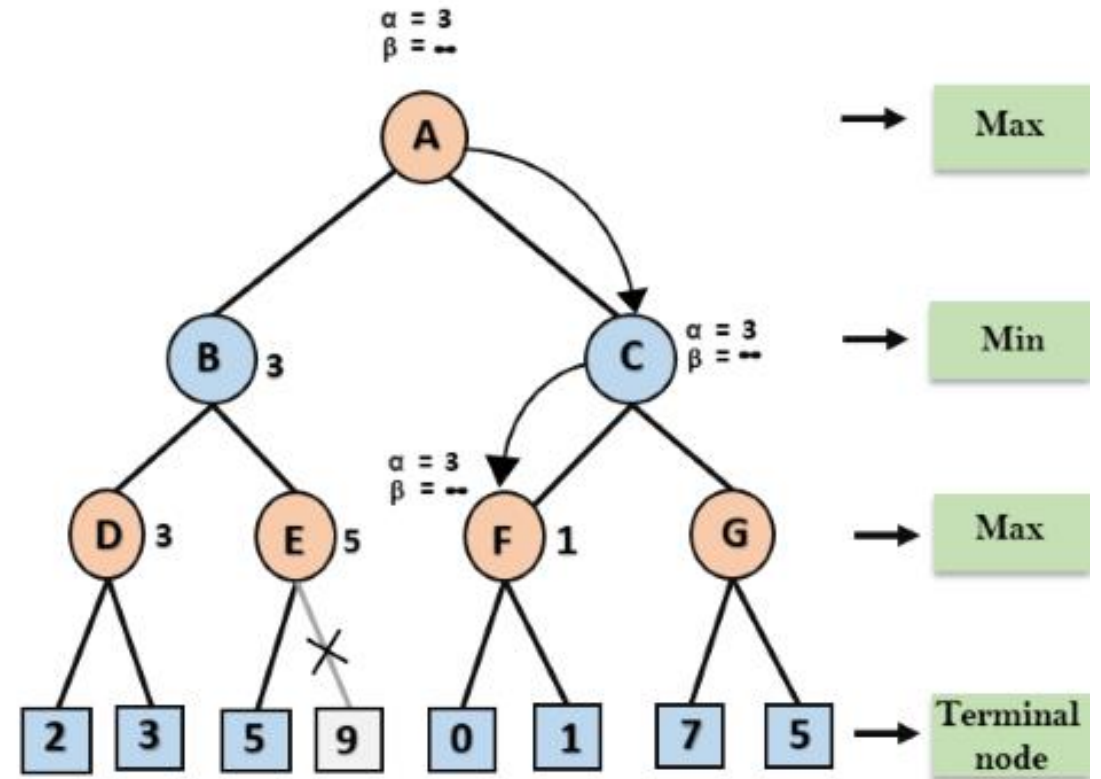 α = 3
β = ∞
A
Max
B
3
C
α = 3
β = ∞
Min
α = 3
β = ∞
D
3
E
5
F
1
G
Max
2
3
5
9
0
1
7
5
Terminal
node